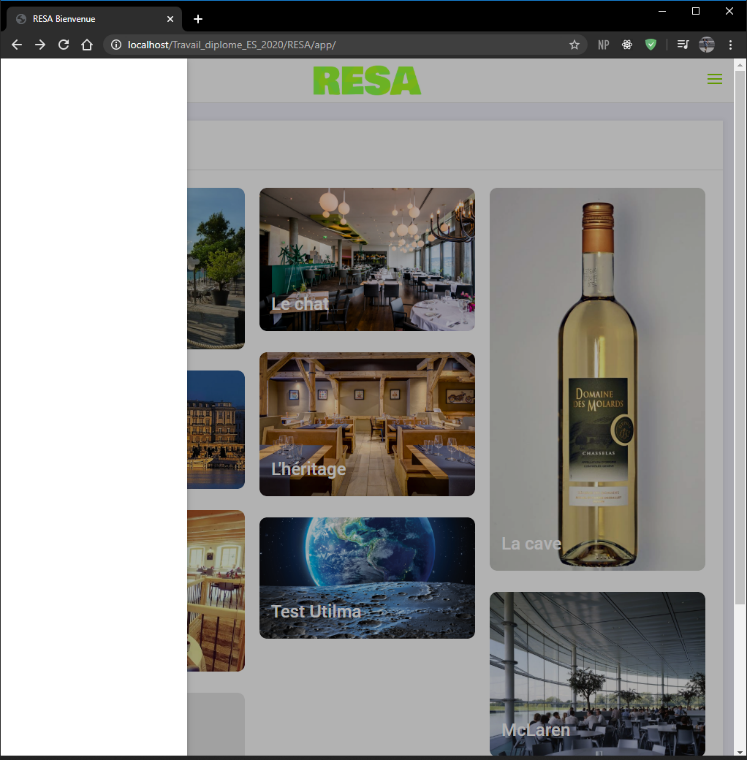 RESA Bienvenue
localhost/Travail_diplome_ES_2020/RESA/app/
NP
RESA
Le chat
L'héritage
Test Utilma
DOMAINE
DES MOLARDS
CHASSELAS
La cave
McLaren